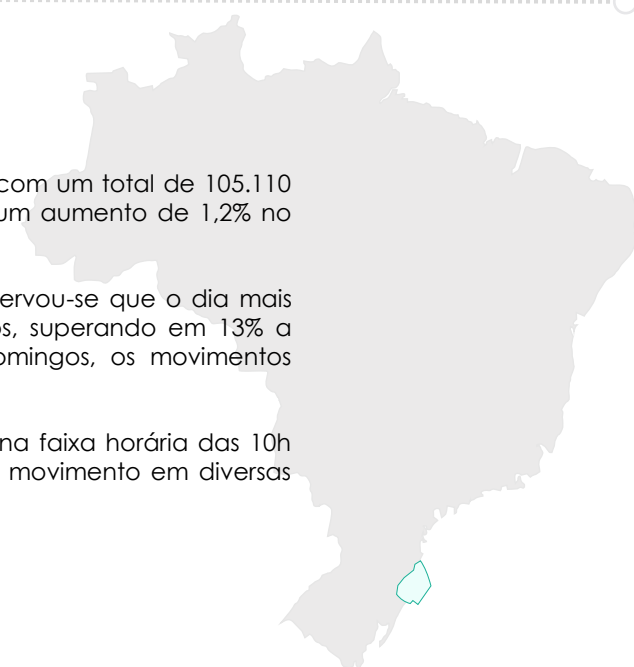 com um total de 105.110
um aumento de 1,2% no
ervou-se que o dia mais
os, superando em 13% a
omingos, os movimentos
na faixa horária das 10h
movimento em diversas